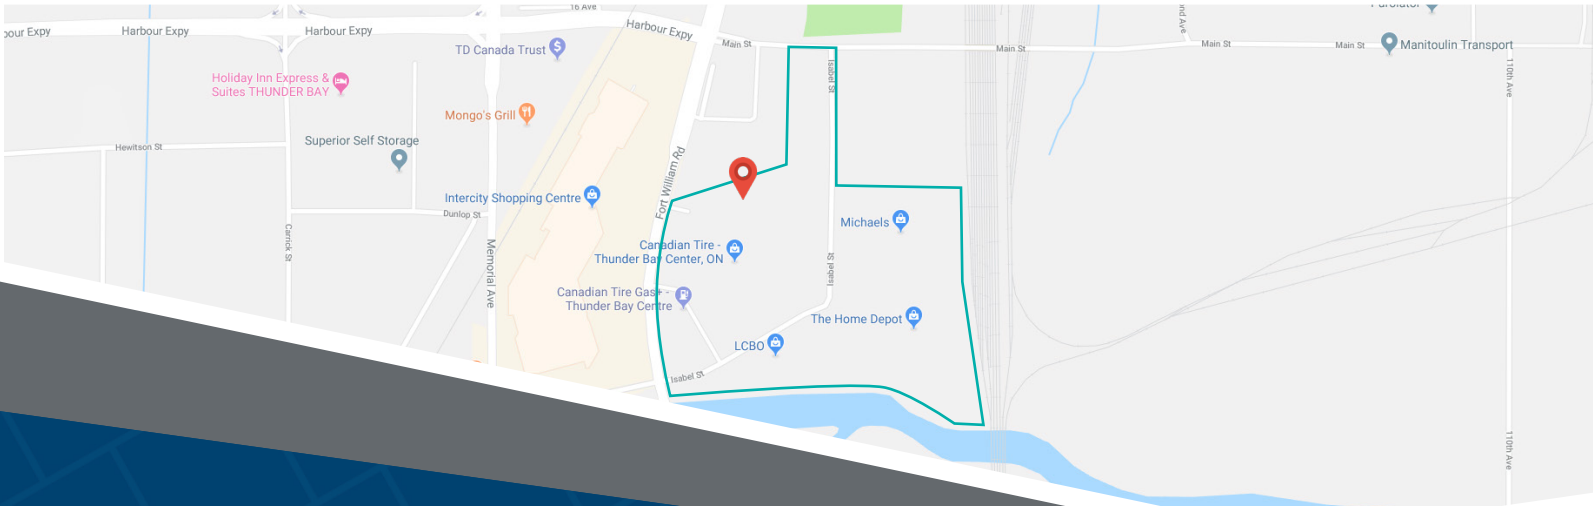 16 Ave
Harbour Expy
Harbour Expy
Harbour Expy
Harbour Expy
Main St
Main St
Main St
Main St
TD Canada Trust
Manitoulin Transport
Holiday Inn Express &
Suites THUNDER BAY
Isabel St
110th Ave
Mongo's Grill
Superior Self Storage
Hewitson St
Fort William Rd
Intercity Shopping Centre
Dunlop St
Michaels
Carrick St
Memorial Ave
Canadian Tire -
Thunder Bay Center, ON
Isabel St
Canadian Tire Gas+ -
Thunder Bay Centre
The Home Depot
LCBO
Isabel St
110th Ave